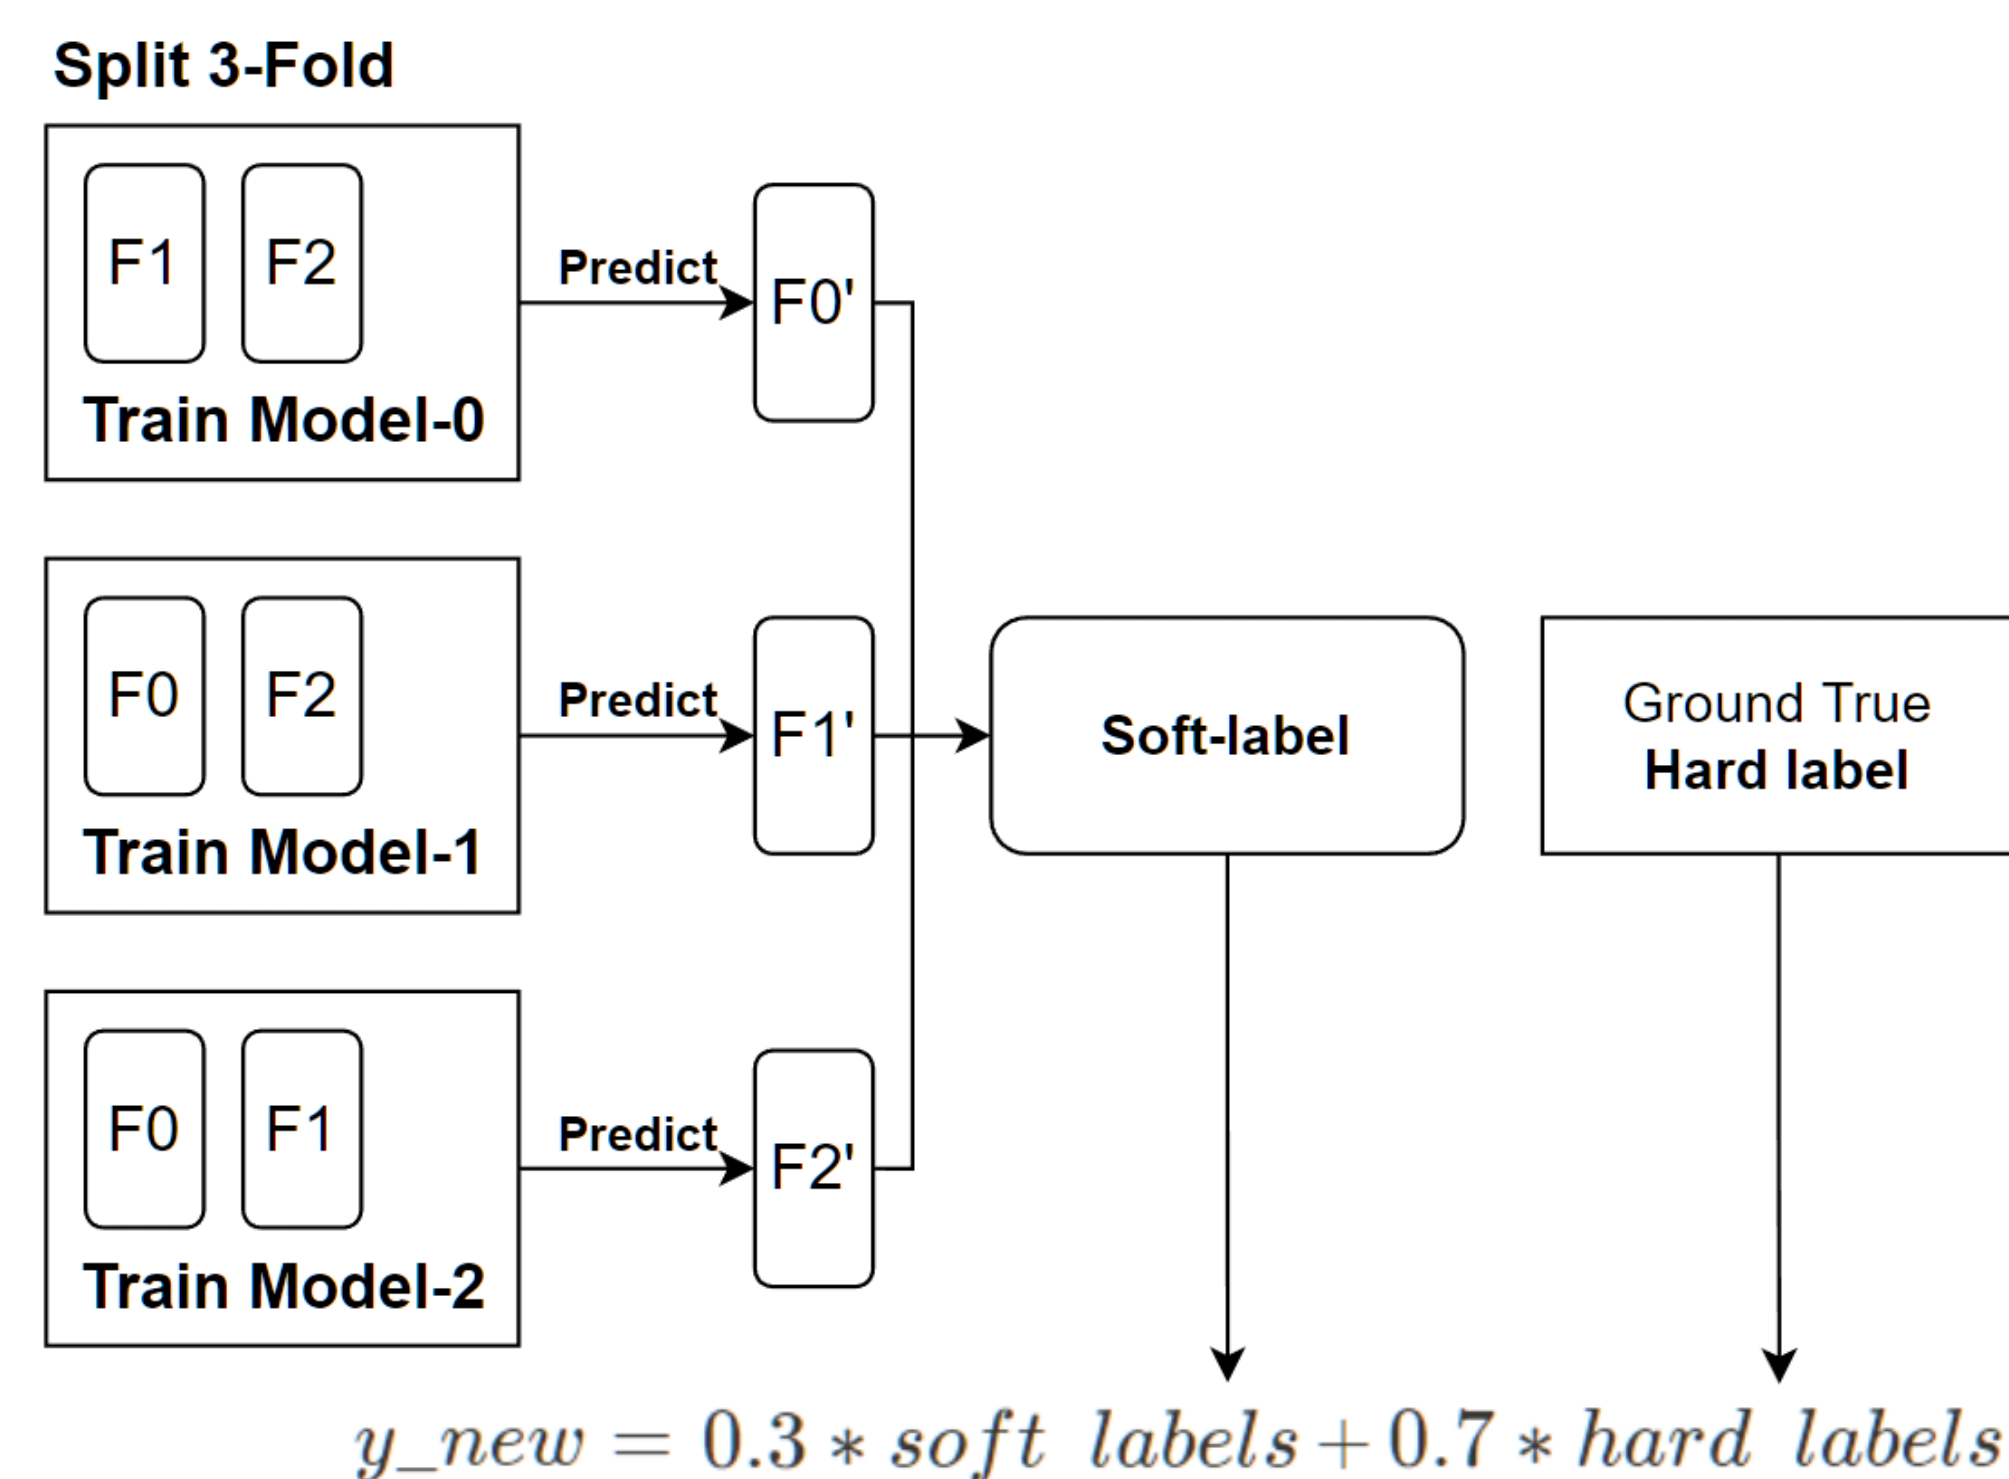 Split 3-Fold
F1 F2
Train Model-0
Predict
F0'
F0 F2
Train Model-1
Predict
F1'
F0 F1
Train Model-2
Predict
F2'
Soft-label
Ground True
Hard label
y_new = 0.3 * soft labels + 0.7 * hard labels